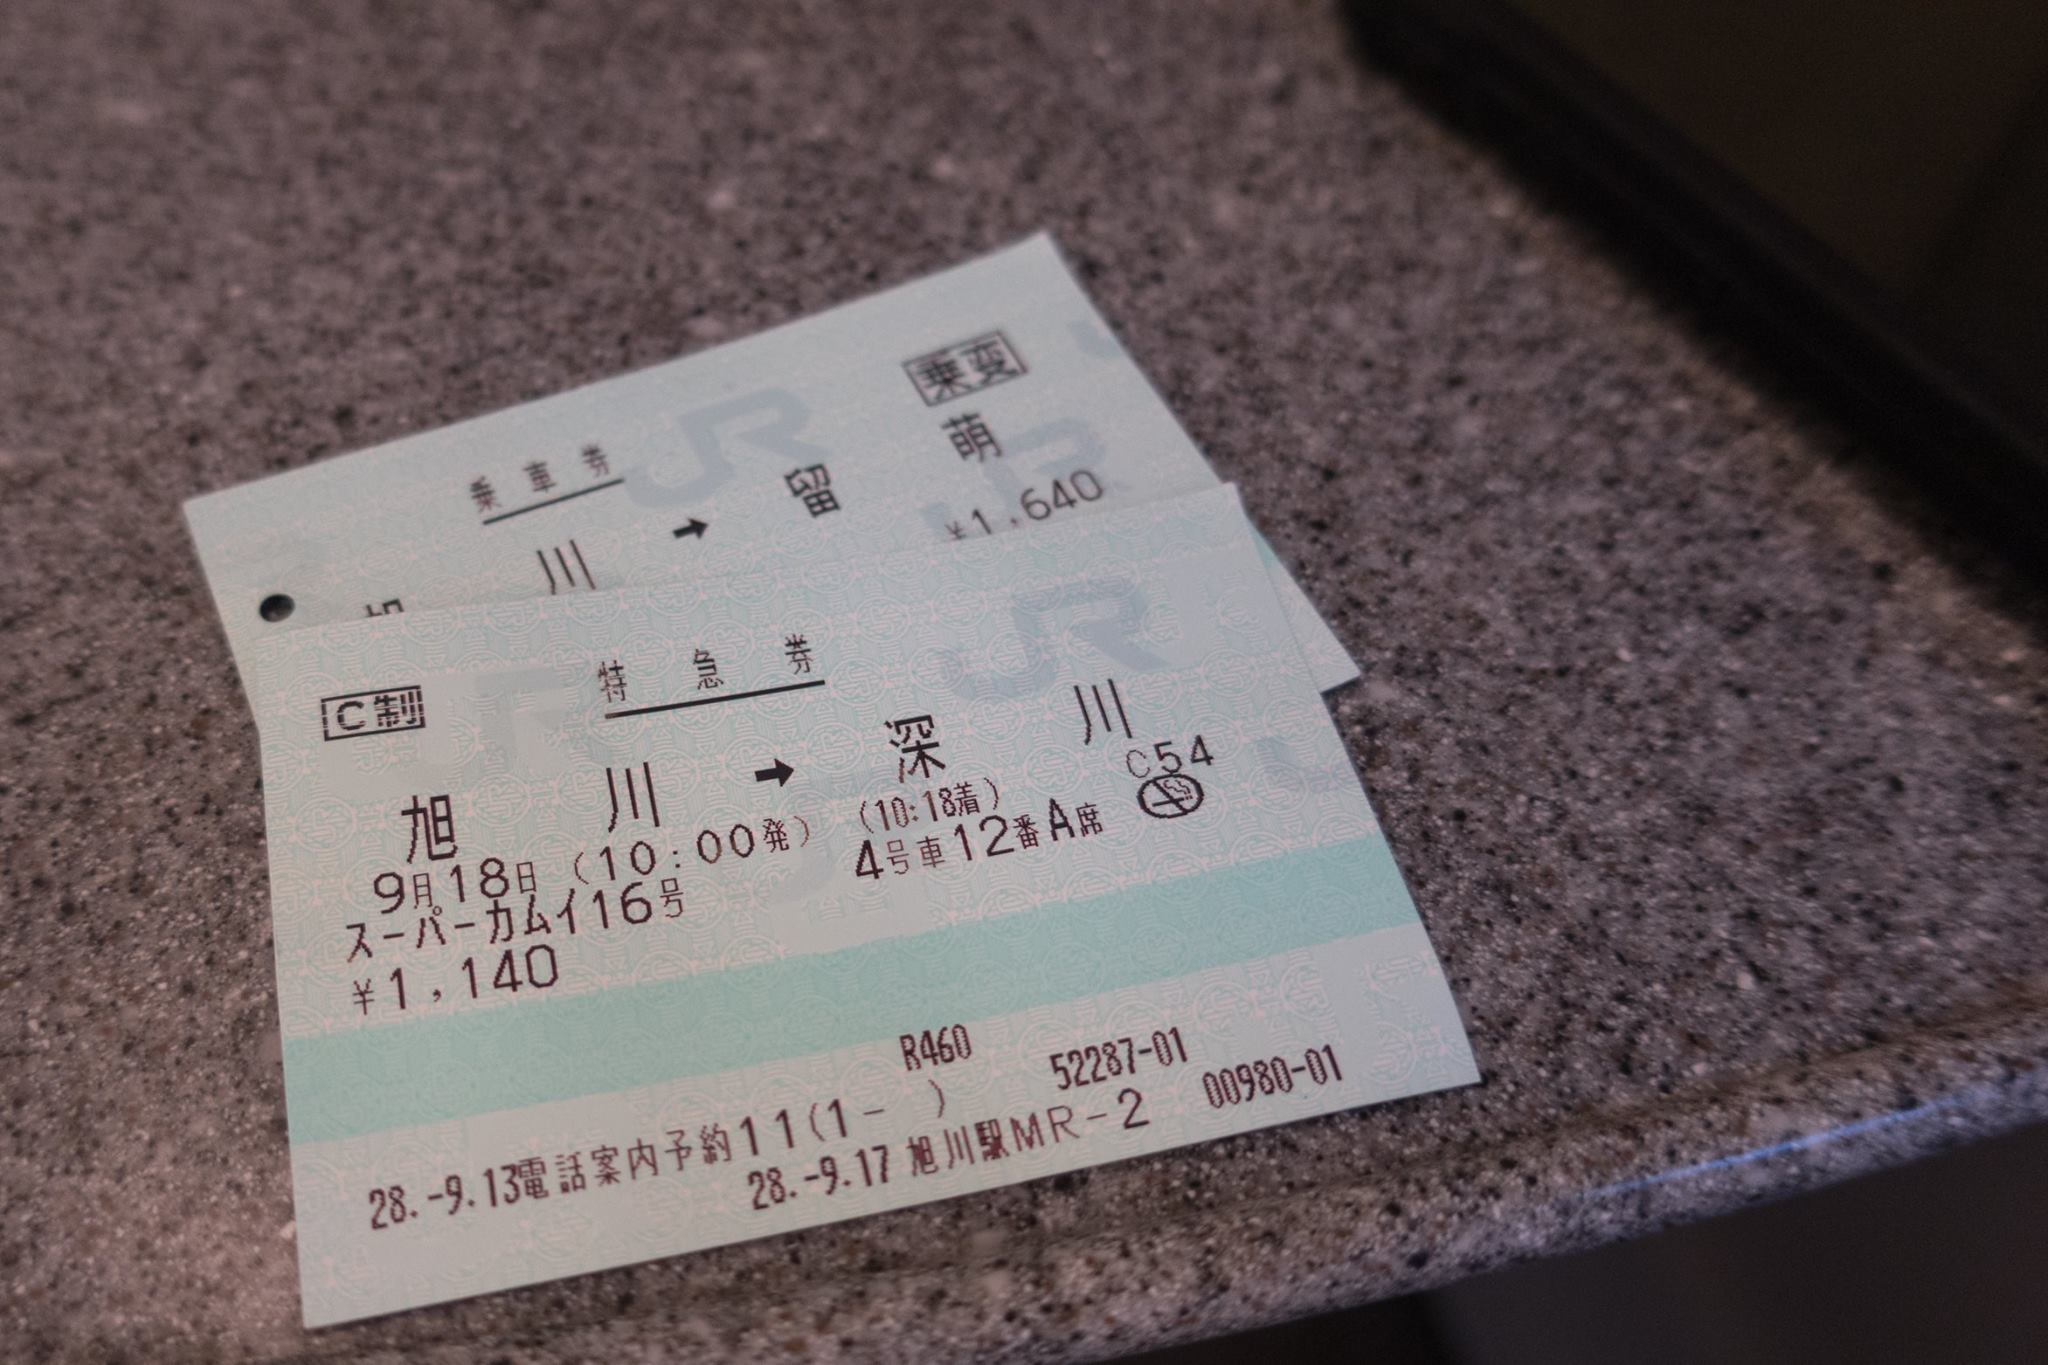 乗変
乗車券
旭川 ➡ 留萌
¥1,640
C制
特急券
旭川 ➡ 深川
C54
9月18日 (10:00発) (10:18着)
スーパーカムイ16号 4号車12番A席
¥1,140
R460 52287-01
28.-9.13電話案内予約11(1- ) 00980-01
28.-9.17 旭川駅MR-2
JR
JR
JR